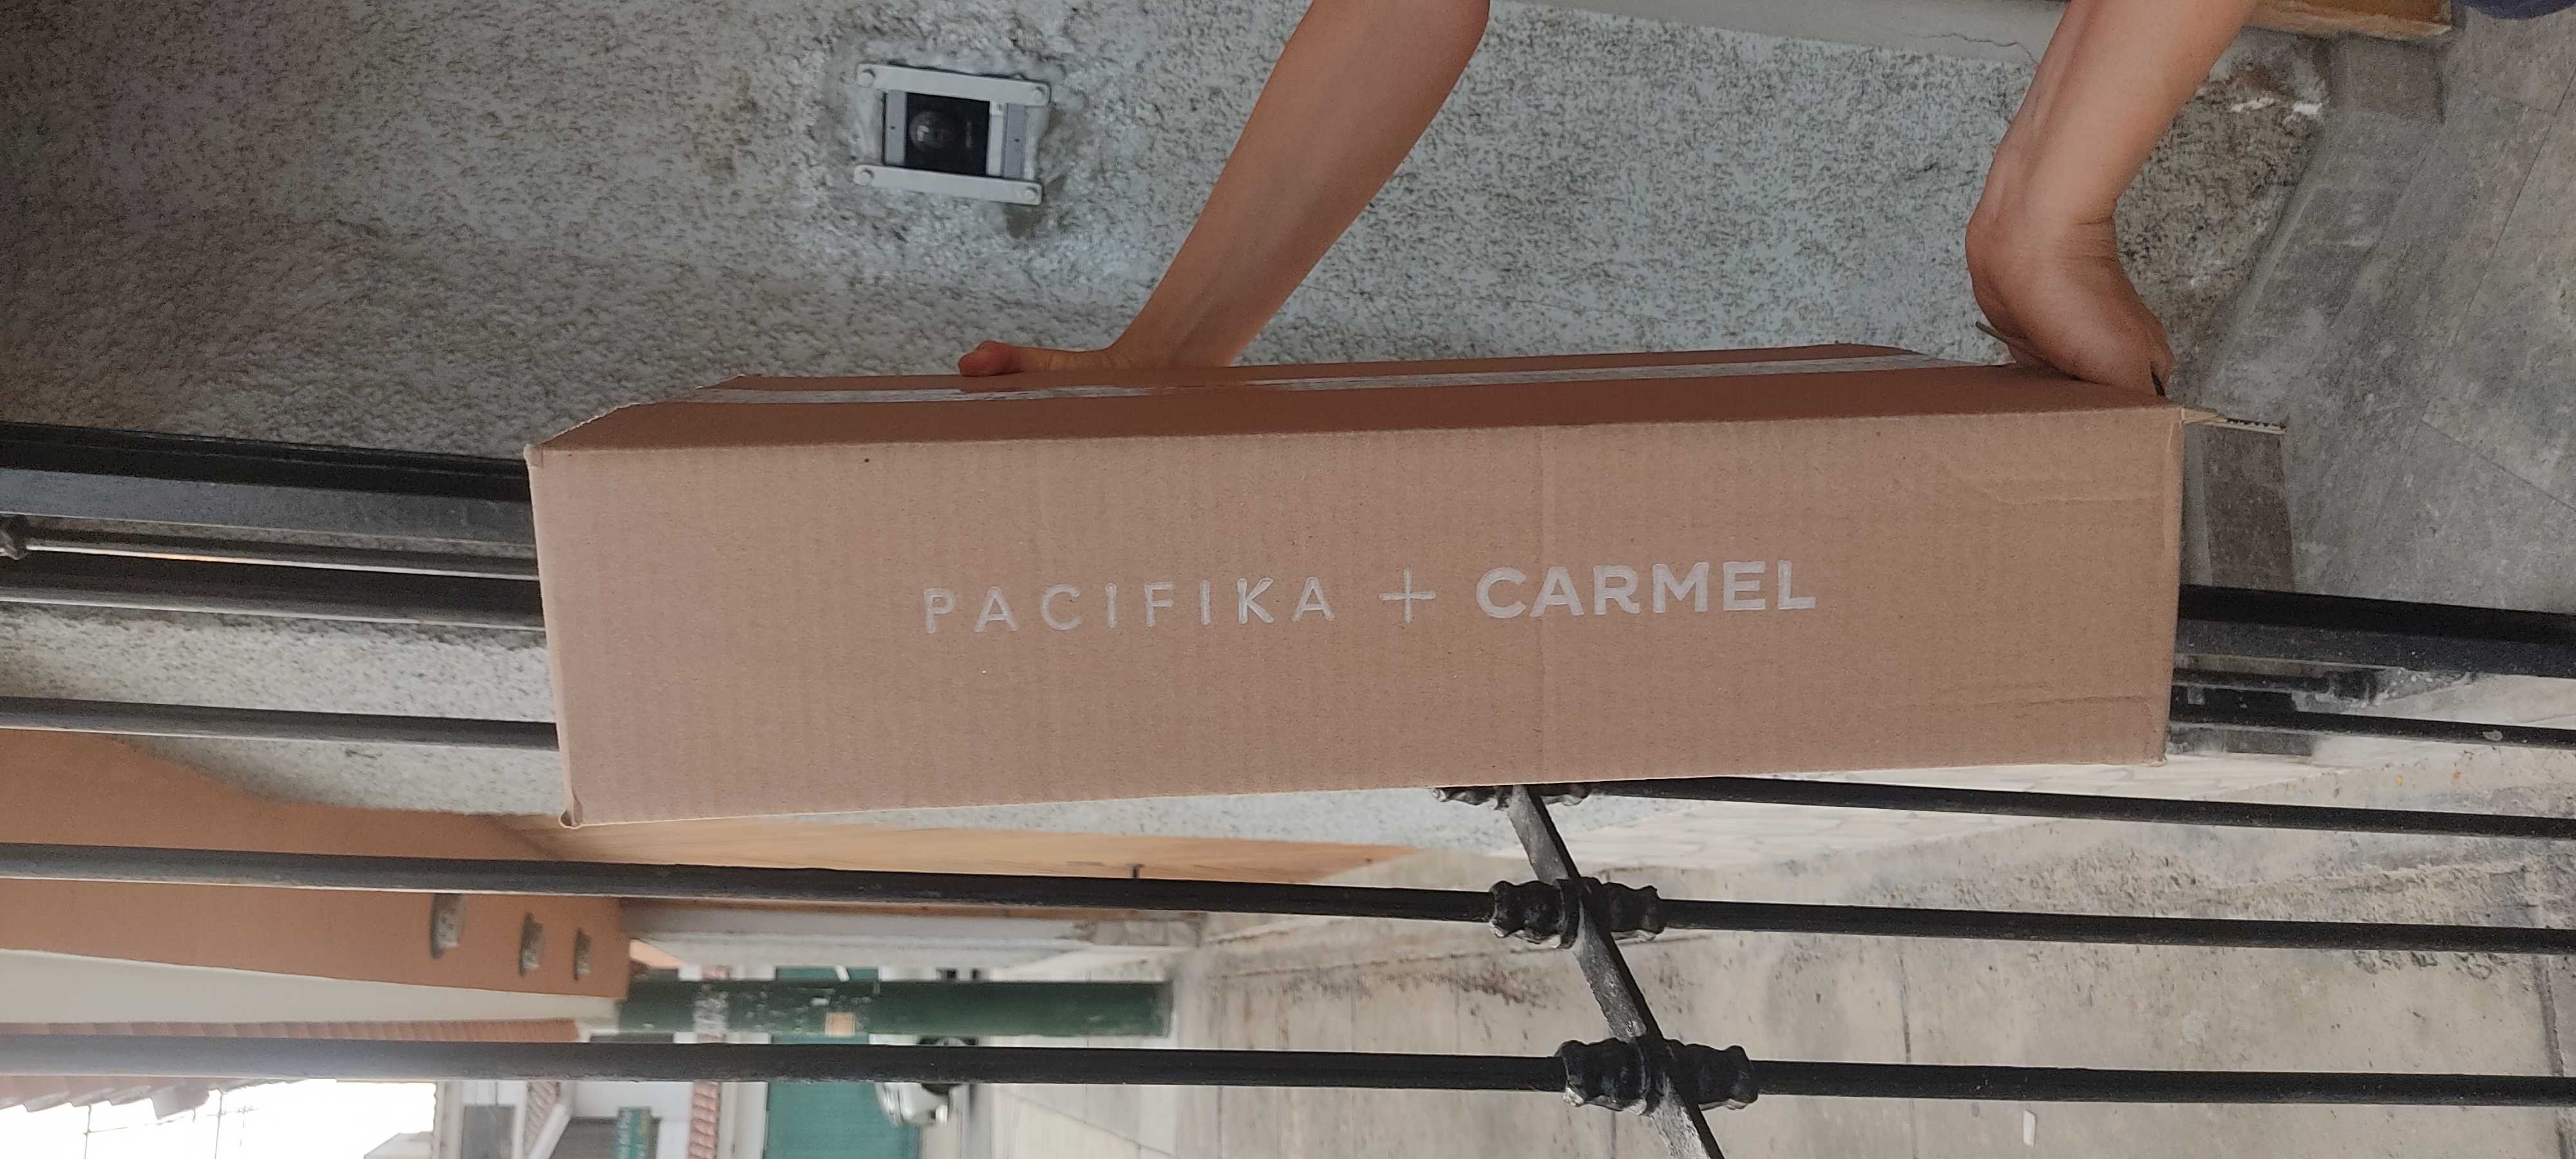 PACIFIKA + CARMEL